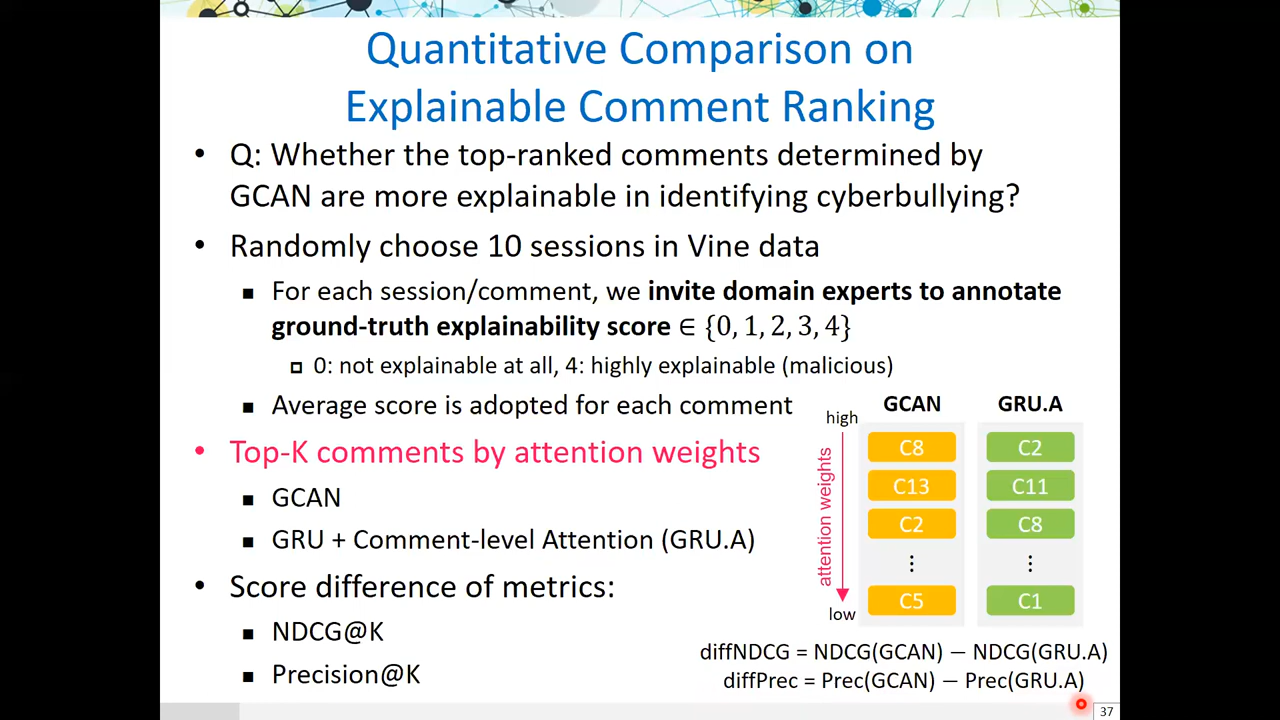 Quantitative Comparison on
Explainable Comment Ranking
• Q: Whether the top-ranked comments determined by
GCAN are more explainable in identifying cyberbullying?
• Randomly choose 10 sessions in Vine data
▪ For each session/comment, we invite domain experts to annotate
ground-truth explainability score ∈ {0, 1, 2, 3, 4}
0: not explainable at all, 4: highly explainable (malicious)
▪ Average score is adopted for each comment
• Top-K comments by attention weights
▪ GCAN
▪ GRU + Comment-level Attention (GRU.A)
• Score difference of metrics:
▪ NDCG@K
▪ Precision@K
GCAN GRU.A
high
attention weights
low
C8 C2
C13 C11
C2 C8
⋮ ⋮
C5 C1
diffNDCG = NDCG(GCAN) − NDCG(GRU.A)
diffPrec = Prec(GCAN) − Prec(GRU.A)
37